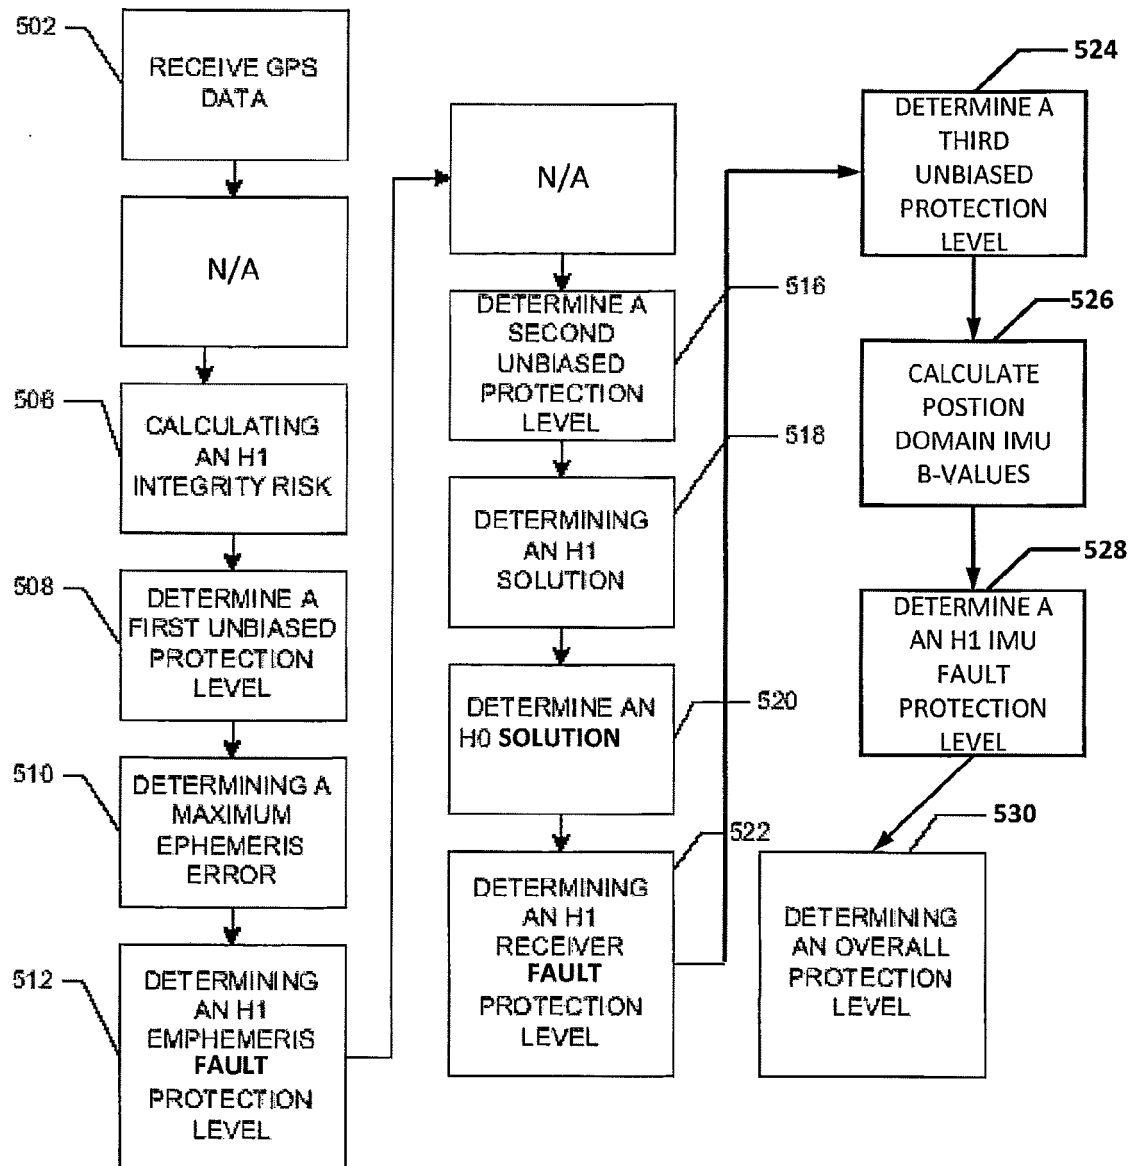 502
RECEIVE GPS
DATA
N/A
506
CALCULATING
AN H1
INTEGRITY RISK
508
DETERMINE A
FIRST UNBIASED
PROTECTION
LEVEL
510
DETERMINING A
MAXIMUM
EPHEMERIS
ERROR
512
DETERMINING
AN H1
EMPHEMERIS
FAULT
PROTECTION
LEVEL
N/A
516
DETERMINE A
SECOND
UNBIASED
PROTECTION
LEVEL
518
DETERMINING
AN H1
SOLUTION
520
DETERMINE AN
H0 SOLUTION
522
DETERMINING
AN H1
RECEIVER
FAULT
PROTECTION
LEVEL
524
DETERMINE A
THIRD
UNBIASED
PROTECTION
LEVEL
526
CALCULATE
POSTION
DOMAIN IMU
B-VALUES
528
DETERMINE A
AN H1 IMU
FAULT
PROTECTION
LEVEL
530
DETERMINING
AN OVERALL
PROTECTION
LEVEL